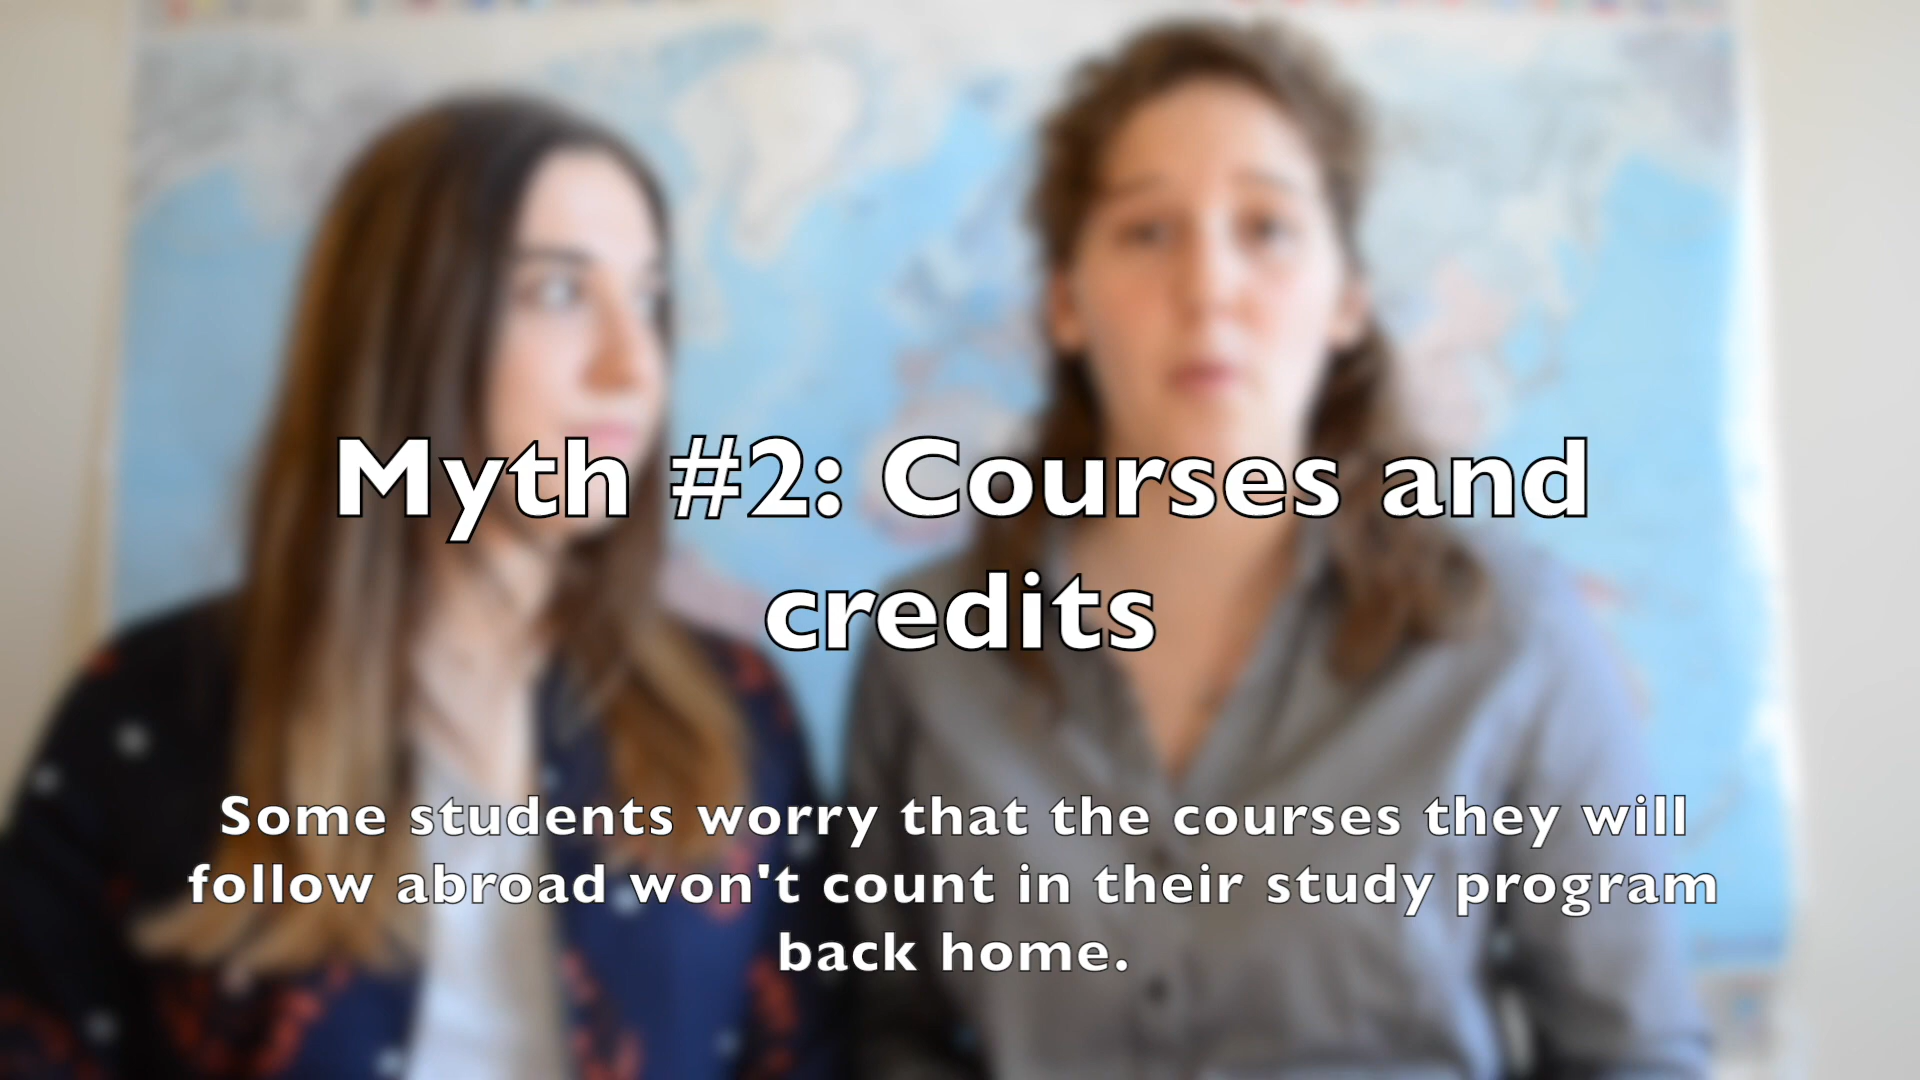 Myth #2: Courses and
credits
Some students worry that the courses they will
follow abroad won't count in their study program
back home.